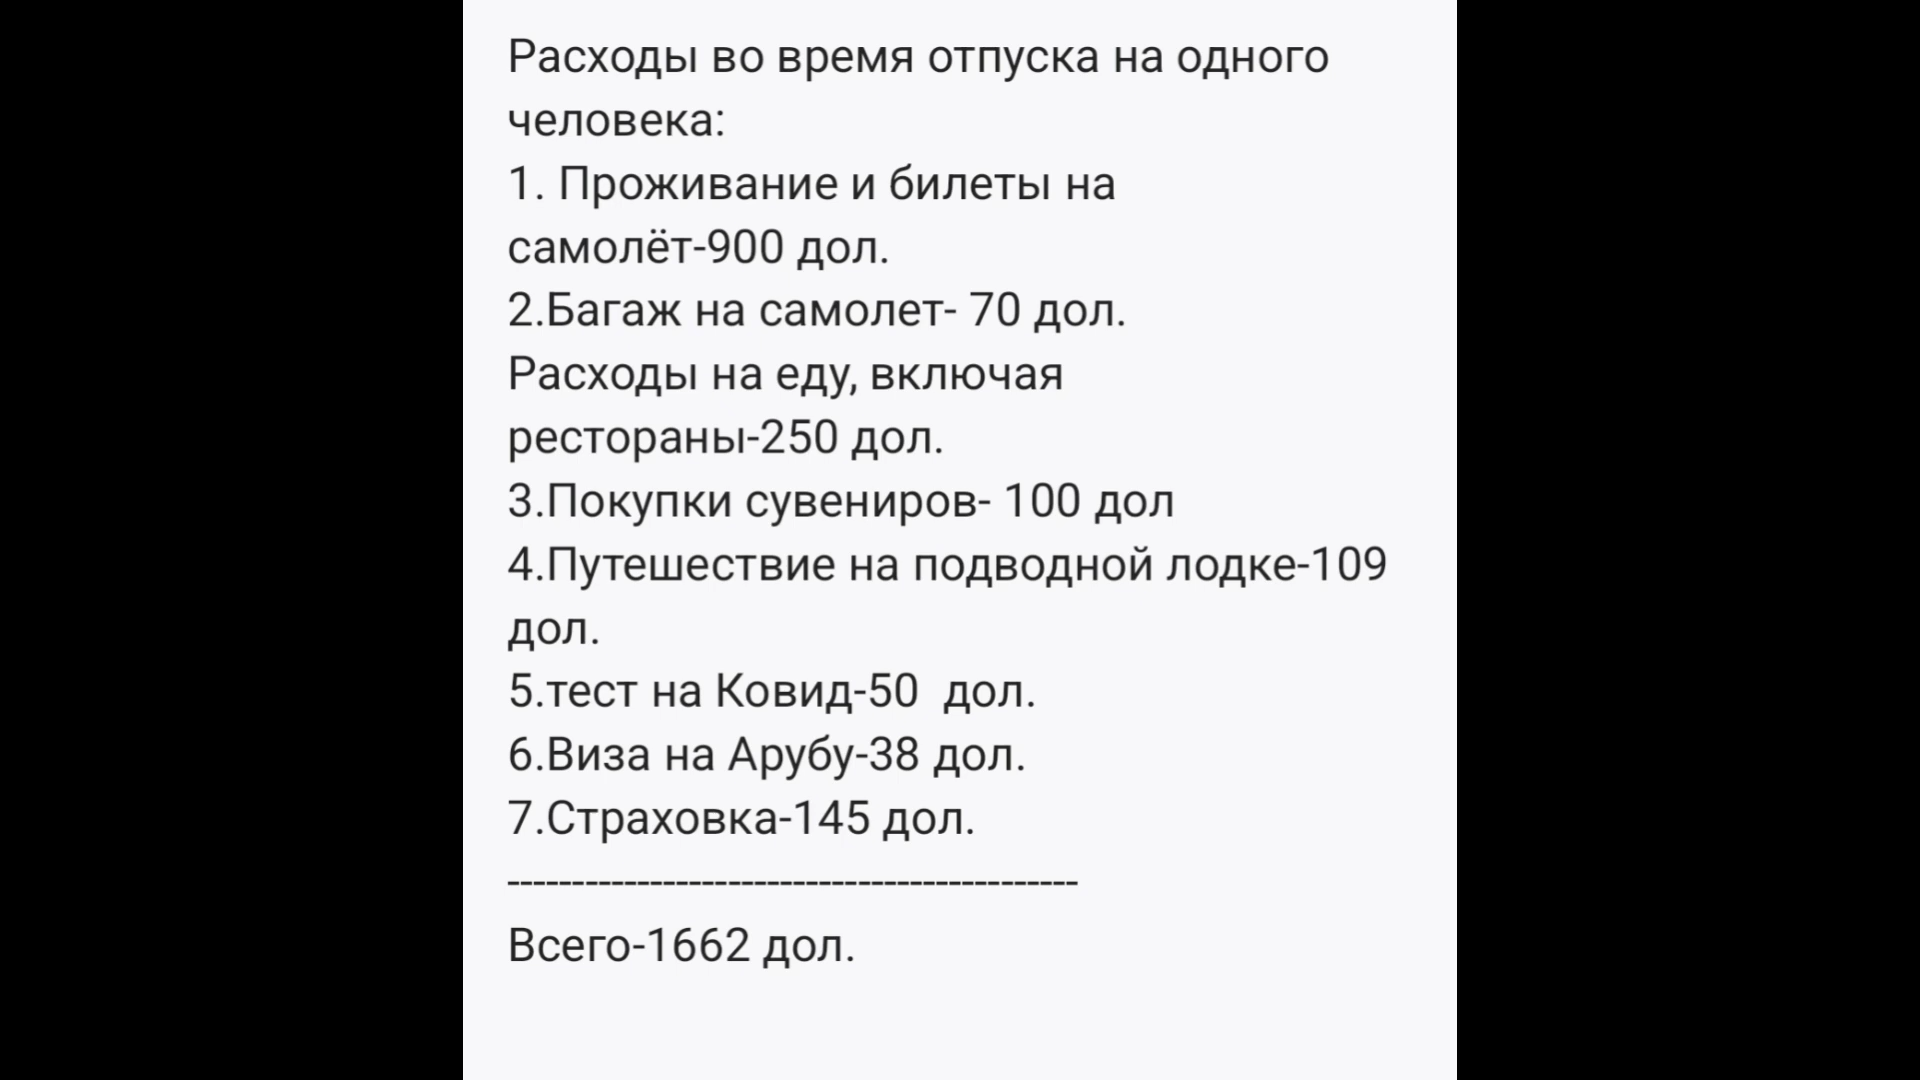 Расходы во время отпуска на одного
человека:
1. Проживание и билеты на
самолёт-900 дол.
2.Багаж на самолет- 70 дол.
Расходы на еду, включая
рестораны-250 дол.
3.Покупки сувениров- 100 дол
4.Путешествие на подводной лодке-109
дол.
5.тест на Ковид-50  дол.
6.Виза на Арубу-38 дол.
7.Страховка-145 дол.
--------------------------------------------
Всего-1662 дол.